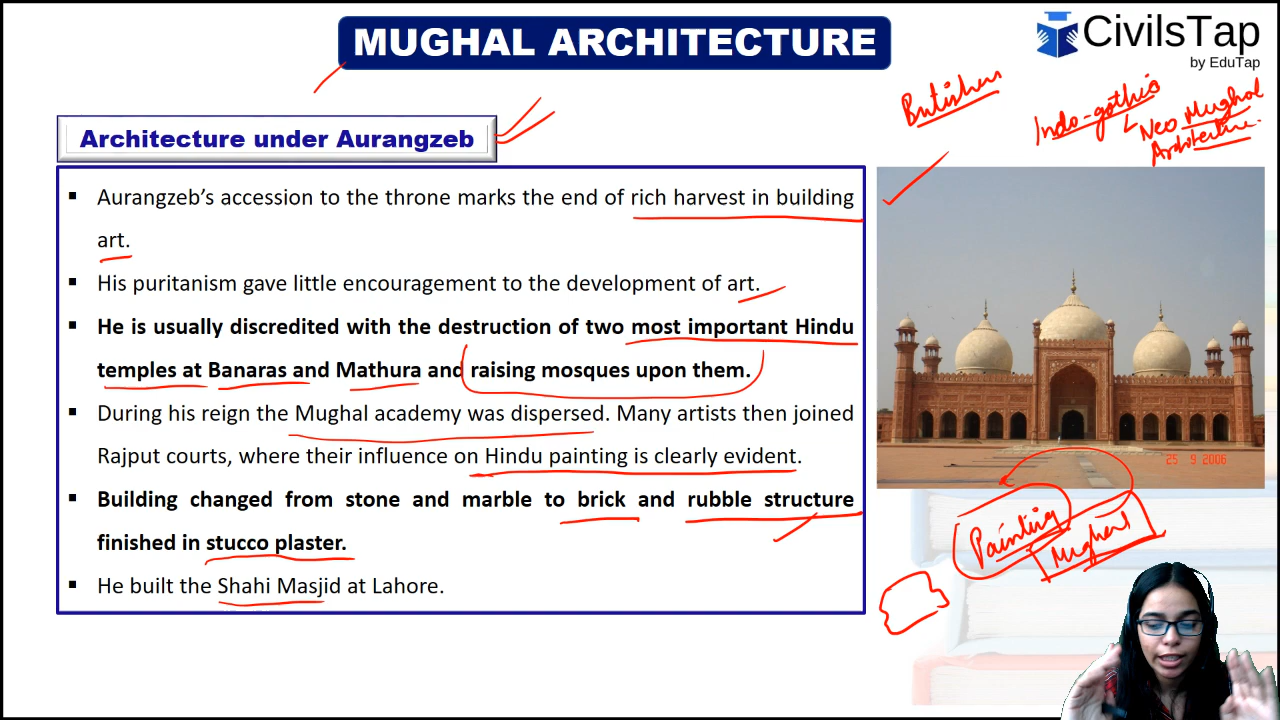 MUGHAL ARCHITECTURE
CivilsTap
by EduTap
Britishers
Indo-gothic
Neo Mughal
Architecture.
Architecture under Aurangzeb
▪ Aurangzeb’s accession to the throne marks the end of rich harvest in building
art.
▪ His puritanism gave little encouragement to the development of art.
▪ He is usually discredited with the destruction of two most important Hindu
temples at Banaras and Mathura and raising mosques upon them.
▪ During his reign the Mughal academy was dispersed. Many artists then joined
Rajput courts, where their influence on Hindu painting is clearly evident.
▪ Building changed from stone and marble to brick and rubble structure
finished in stucco plaster.
▪ He built the Shahi Masjid at Lahore.
25 9 2006
Painting
Mughals